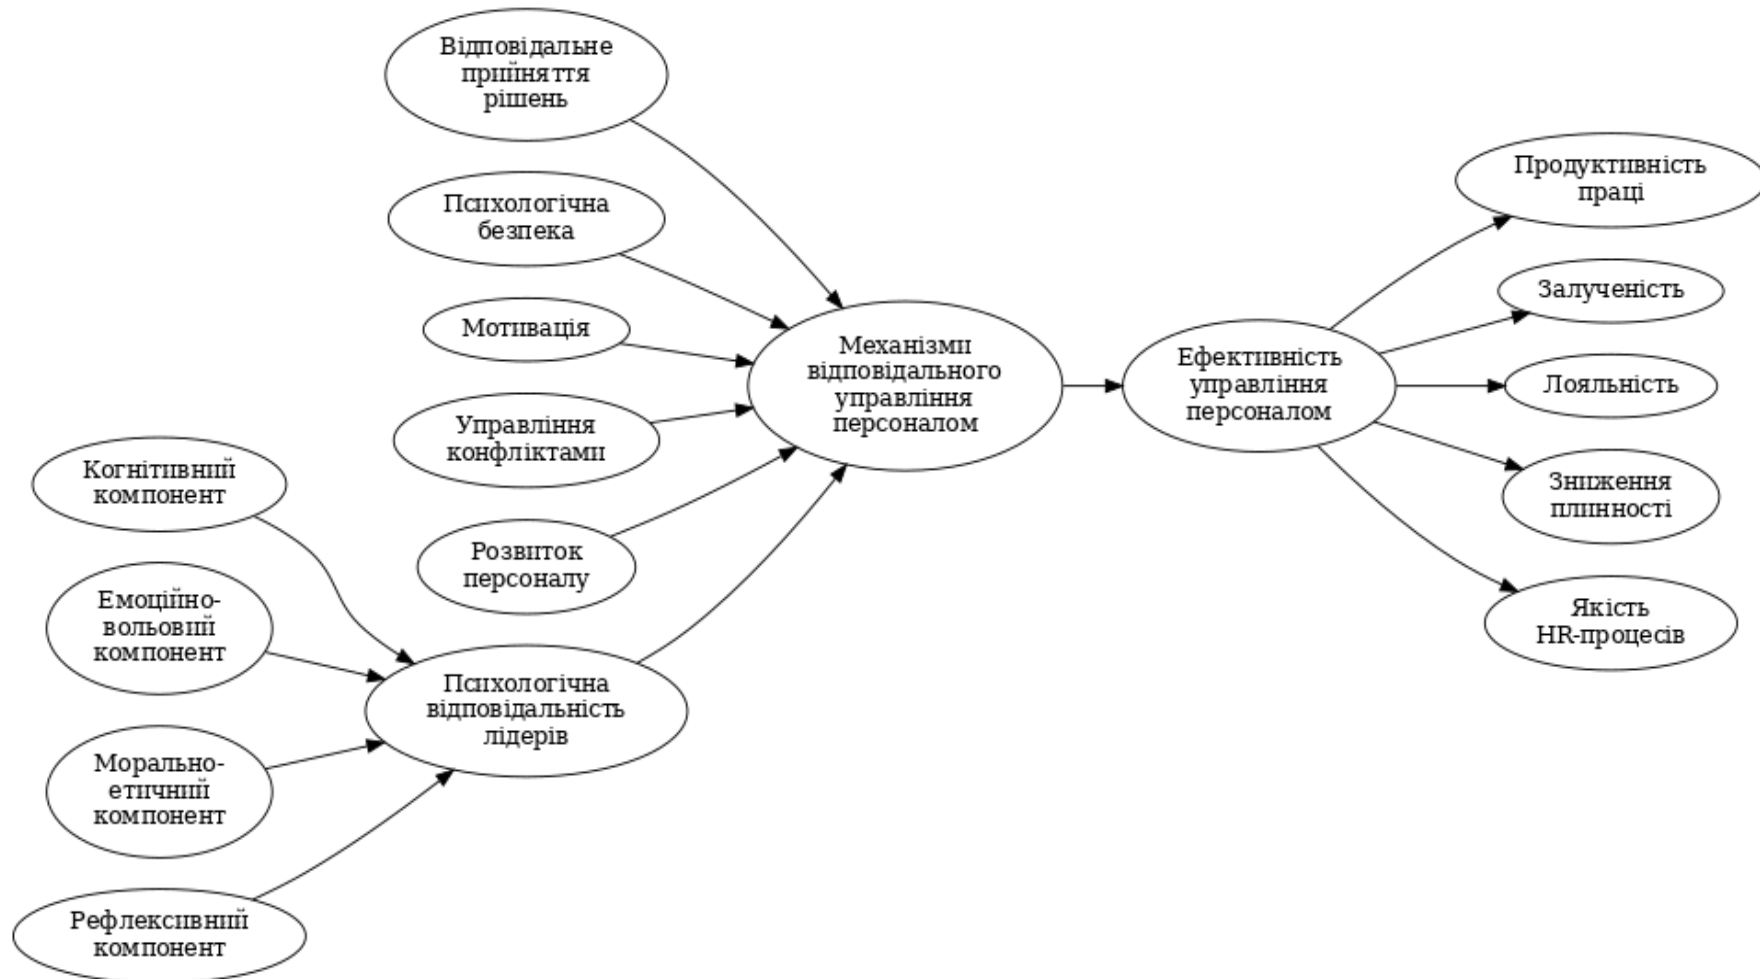 Відповідальне
прийняття
рішень
Психологічна
безпека
Мотивація
Управління
конфліктами
Розвиток
персоналу
Когнітивний
компонент
Емоційно-
вольовий
компонент
Морально-
етичний
компонент
Рефлексивний
компонент
Психологічна
відповідальність
лідерів
Механізми
відповідального
управління
персоналом
Ефективність
управління
персоналом
Продуктивність
праці
Залученість
Лояльність
Зниження
плинності
Якість
HR-процесів